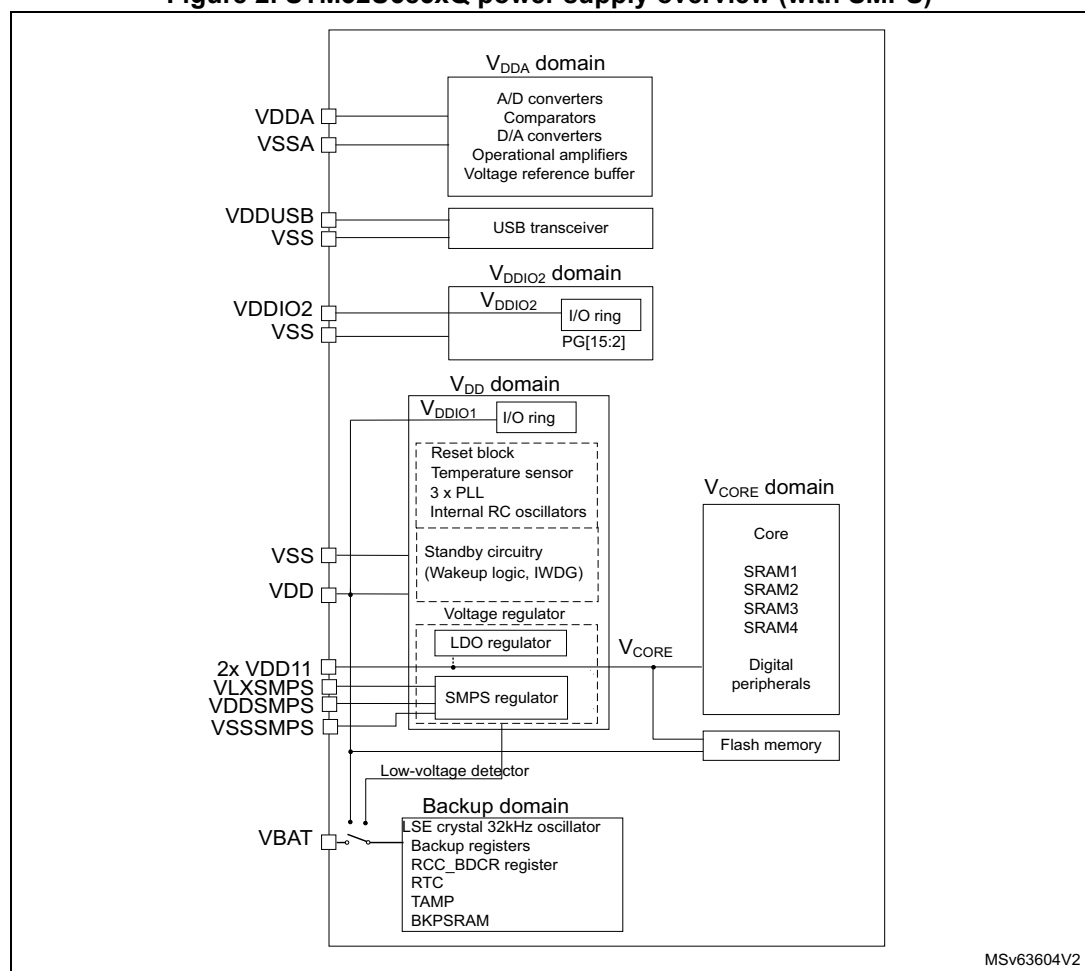 VDDA domain
A/D converters
Comparators
D/A converters
Operational amplifiers
Voltage reference buffer
VDDA
VSSA
VDDUSB
VSS
USB transceiver
VDDIO2 domain
VDDIO2
VSS
VDDIO2
I/O ring
PG[15:2]
VDD domain
VDDIO1
I/O ring
Reset block
Temperature sensor
3 x PLL
Internal RC oscillators
VSS
VDD
Standby circuitry
(Wakeup logic, IWDG)
Voltage regulator
LDO regulator
2x VDD11
VLXSMPS
VDDSMPS
VSSSMPS
SMPS regulator
VCORE
VCORE domain
Core
SRAM1
SRAM2
SRAM3
SRAM4
Digital
peripherals
Flash memory
Low-voltage detector
Backup domain
VBAT
LSE crystal 32kHz oscillator
Backup registers
RCC_BDCR register
RTC
TAMP
BKPSRAM
MSv63604V2